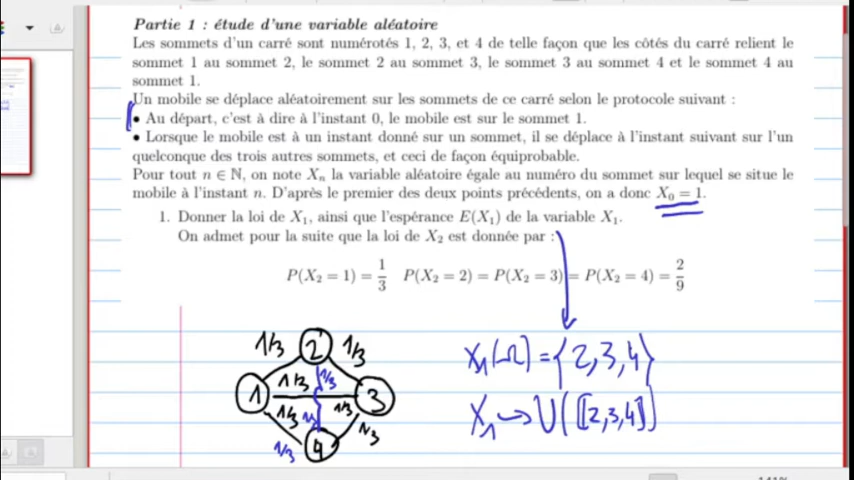 Partie 1 : étude d'une variable aléatoire
Les sommets d'un carré sont numérotés 1, 2, 3, et 4 de telle façon que les côtés du carré relient le
sommet 1 au sommet 2, le sommet 2 au sommet 3, le sommet 3 au sommet 4 et le sommet 4 au
sommet 1.
Un mobile se déplace aléatoirement sur les sommets de ce carré selon le protocole suivant :
• Au départ, c'est à dire à l'instant 0, le mobile est sur le sommet 1.
• Lorsque le mobile est à un instant donné sur un sommet, il se déplace à l'instant suivant sur l'un
quelconque des trois autres sommets, et ceci de façon équiprobable.
Pour tout n ∈ ℕ, on note Xₙ la variable aléatoire égale au numéro du sommet sur lequel se situe le
mobile à l'instant n. D'après le premier des deux points précédents, on a donc X₀ = 1.
1. Donner la loi de X₁, ainsi que l'espérance E(X₁) de la variable X₁.
On admet pour la suite que la loi de X₂ est donnée par :
P(X₂ = 1) = 1/3 P(X₂ = 2) = P(X₂ = 3) = P(X₂ = 4) = 2/9
1/3 2 1/3
X₁(Ω) = {2,3,4}
1/3 1/3
1 3
1/3 1/3 1/3
X₁ ↪ U(⟦2,3,4⟧)
1/3 4 1/3